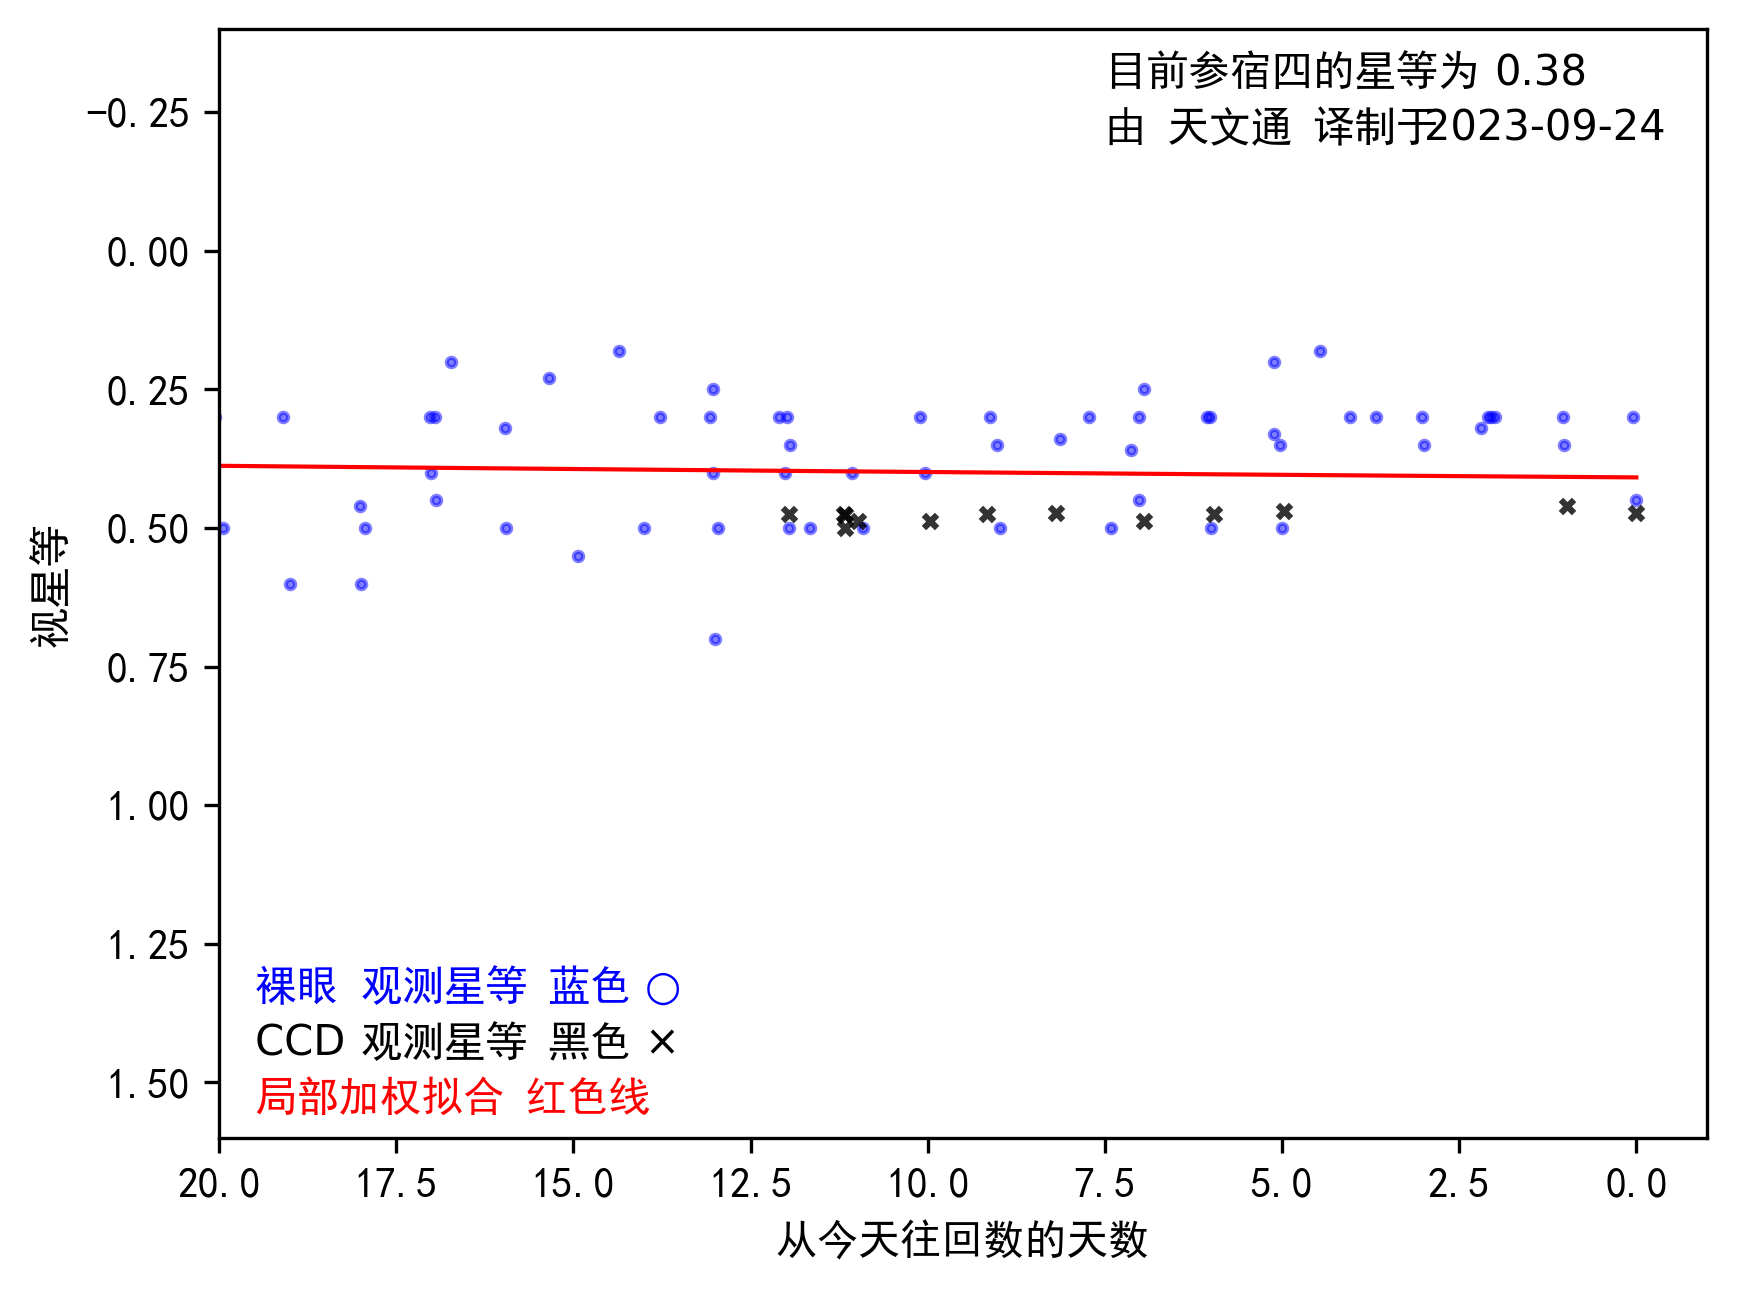 目前参宿四的星等为 0.38
由 天文通 译制于2023-09-24
-0.25
0.00
0.25
0.50
0.75
1.00
1.25
1.50
视星等
裸眼 观测星等 蓝色 ○
CCD 观测星等 黑色 ×
局部加权拟合 红色线
20.0 17.5 15.0 12.5 10.0 7.5 5.0 2.5 0.0
从今天往回数的天数